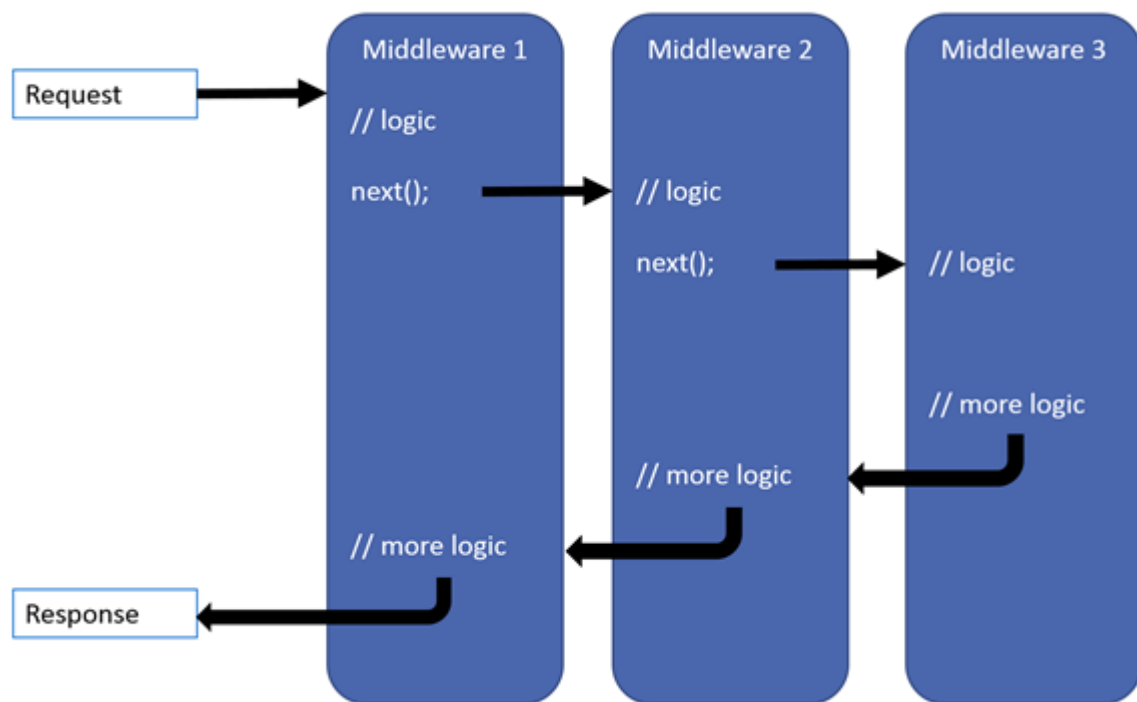 Middleware 1
Middleware 2
Middleware 3
Request
// logic
next();
// logic
next();
// logic
// more logic
// more logic
// more logic
Response